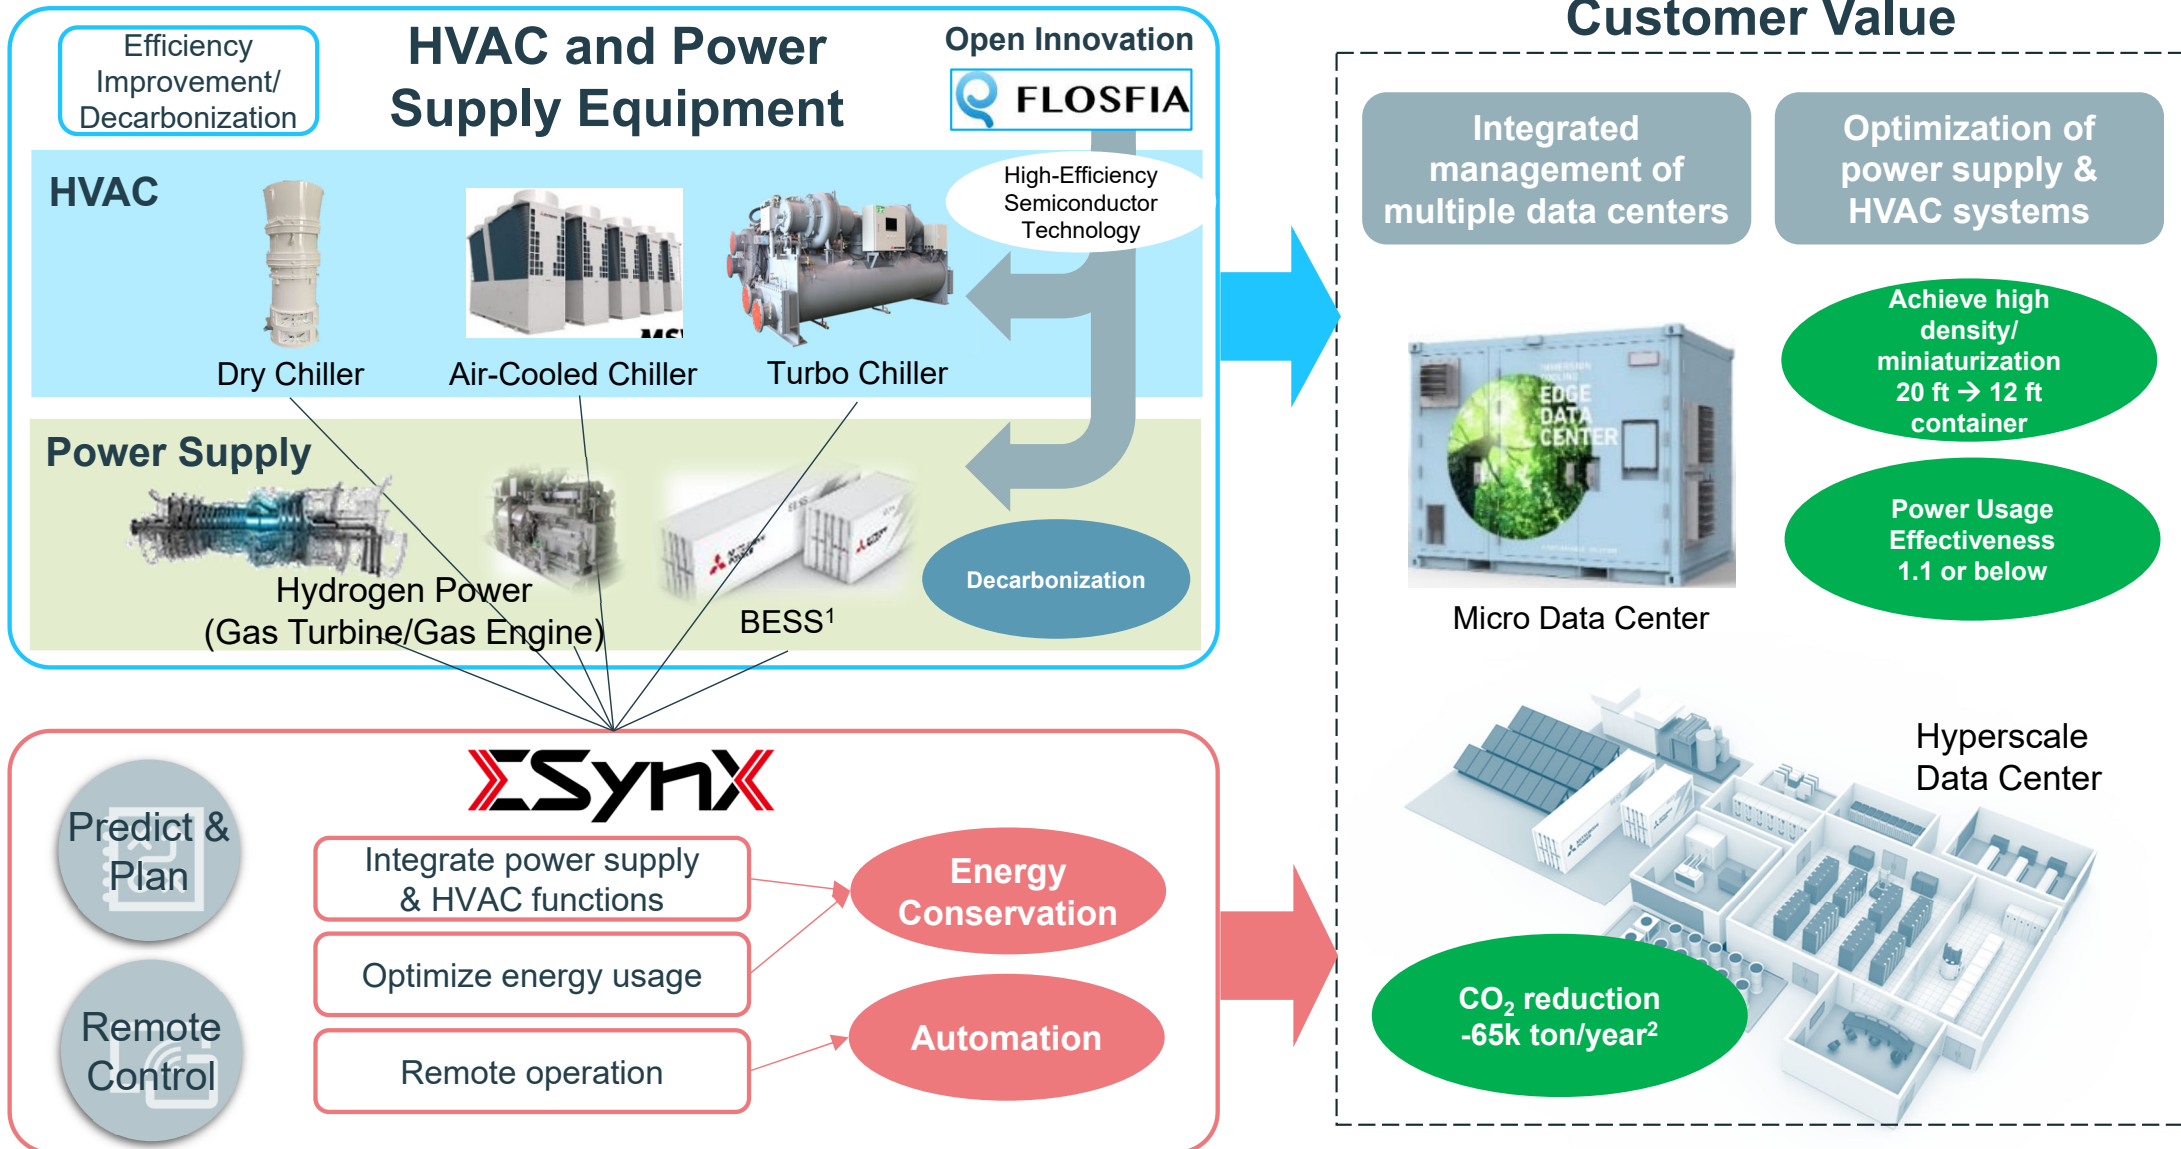 Efficiency
Improvement/
Decarbonization
HVAC and Power
Supply Equipment
Open Innovation
FLOSFIA
HVAC
High-Efficiency
Semiconductor
Technology
Dry Chiller
Air-Cooled Chiller
Turbo Chiller
Power Supply
BESS
Hydrogen Power
(Gas Turbine/Gas Engine)
BESS¹
Decarbonization
ΣSynX
Predict &
Plan
Remote
Control
Integrate power supply
& HVAC functions
Optimize energy usage
Remote operation
Energy
Conservation
Automation
Customer Value
Integrated
management of
multiple data centers
Optimization of
power supply &
HVAC systems
IMMERSION
COOLING
EDGE
DATA
CENTER
Micro Data Center
Achieve high
density/
miniaturization
20 ft → 12 ft
container
Power Usage
Effectiveness
1.1 or below
Hyperscale
Data Center
CO₂ reduction
-65k ton/year²